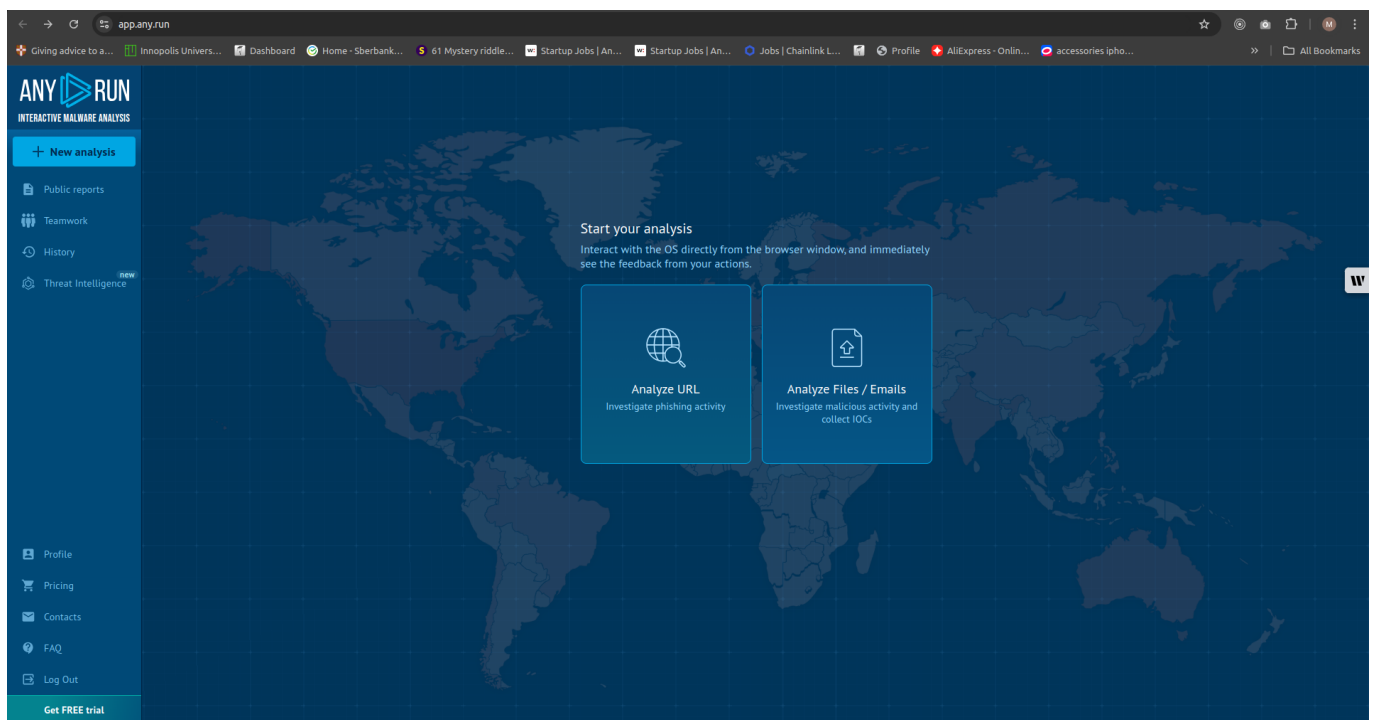 app.any.run
M
Giving advice to a...
Innopolis Univers...
Dashboard
Home - Sberbank...
S
61 Mystery riddle...
w:
Startup Jobs | An...
w:
Startup Jobs | An...
Jobs | Chainlink L...
Profile
AliExpress - Onlin...
accessories ipho...
»
All Bookmarks
ANY RUN
INTERACTIVE MALWARE ANALYSIS
+ New analysis
Public reports
Teamwork
History
new
Threat Intelligence
Start your analysis
Interact with the OS directly from the browser window, and immediately
see the feedback from your actions.
Analyze URL
Investigate phishing activity
Analyze Files / Emails
Investigate malicious activity and
collect IOCs
W
Profile
Pricing
Contacts
FAQ
Log Out
Get FREE trial